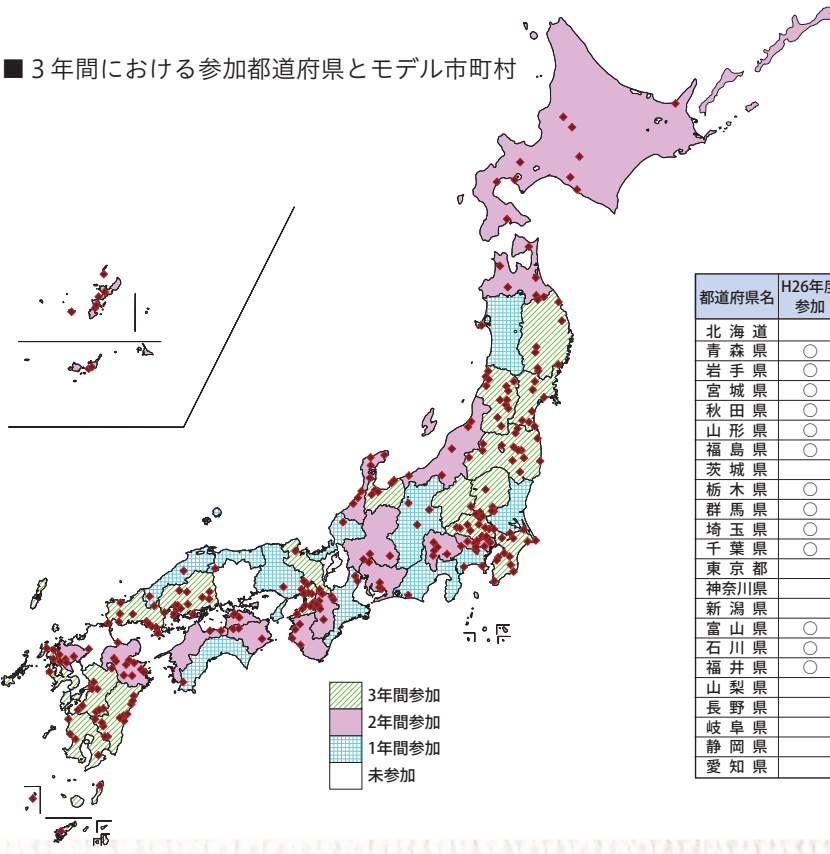 ■ 3年間における参加都道府県とモデル市町村
都道府県名 H26年度
参加
北海道
青森県 ○
岩手県 ○
宮城県 ○
秋田県 ○
山形県 ○
福島県 ○
茨城県
栃木県 ○
群馬県 ○
埼玉県 ○
千葉県 ○
東京都
神奈川県
新潟県
富山県 ○
石川県 ○
福井県 ○
山梨県
長野県
岐阜県
静岡県
愛知県
3年間参加
2年間参加
1年間参加
未参加